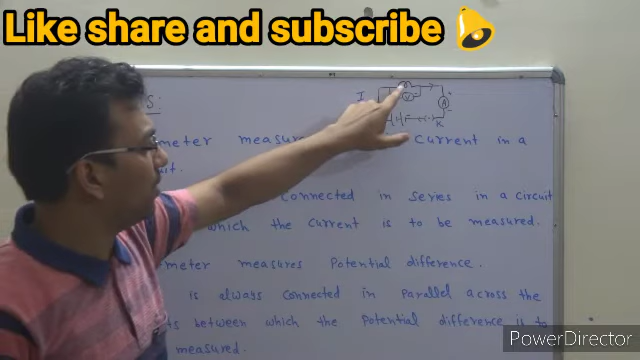 Like share and subscribe
S:
I
A
V
K
meter measur Current in a
Connected in series in a circuit
which the current is to be measured.
meter measures Potential difference.
is always connected in parallel across the
ts between which the potential difference is to
measured.
PowerDirector